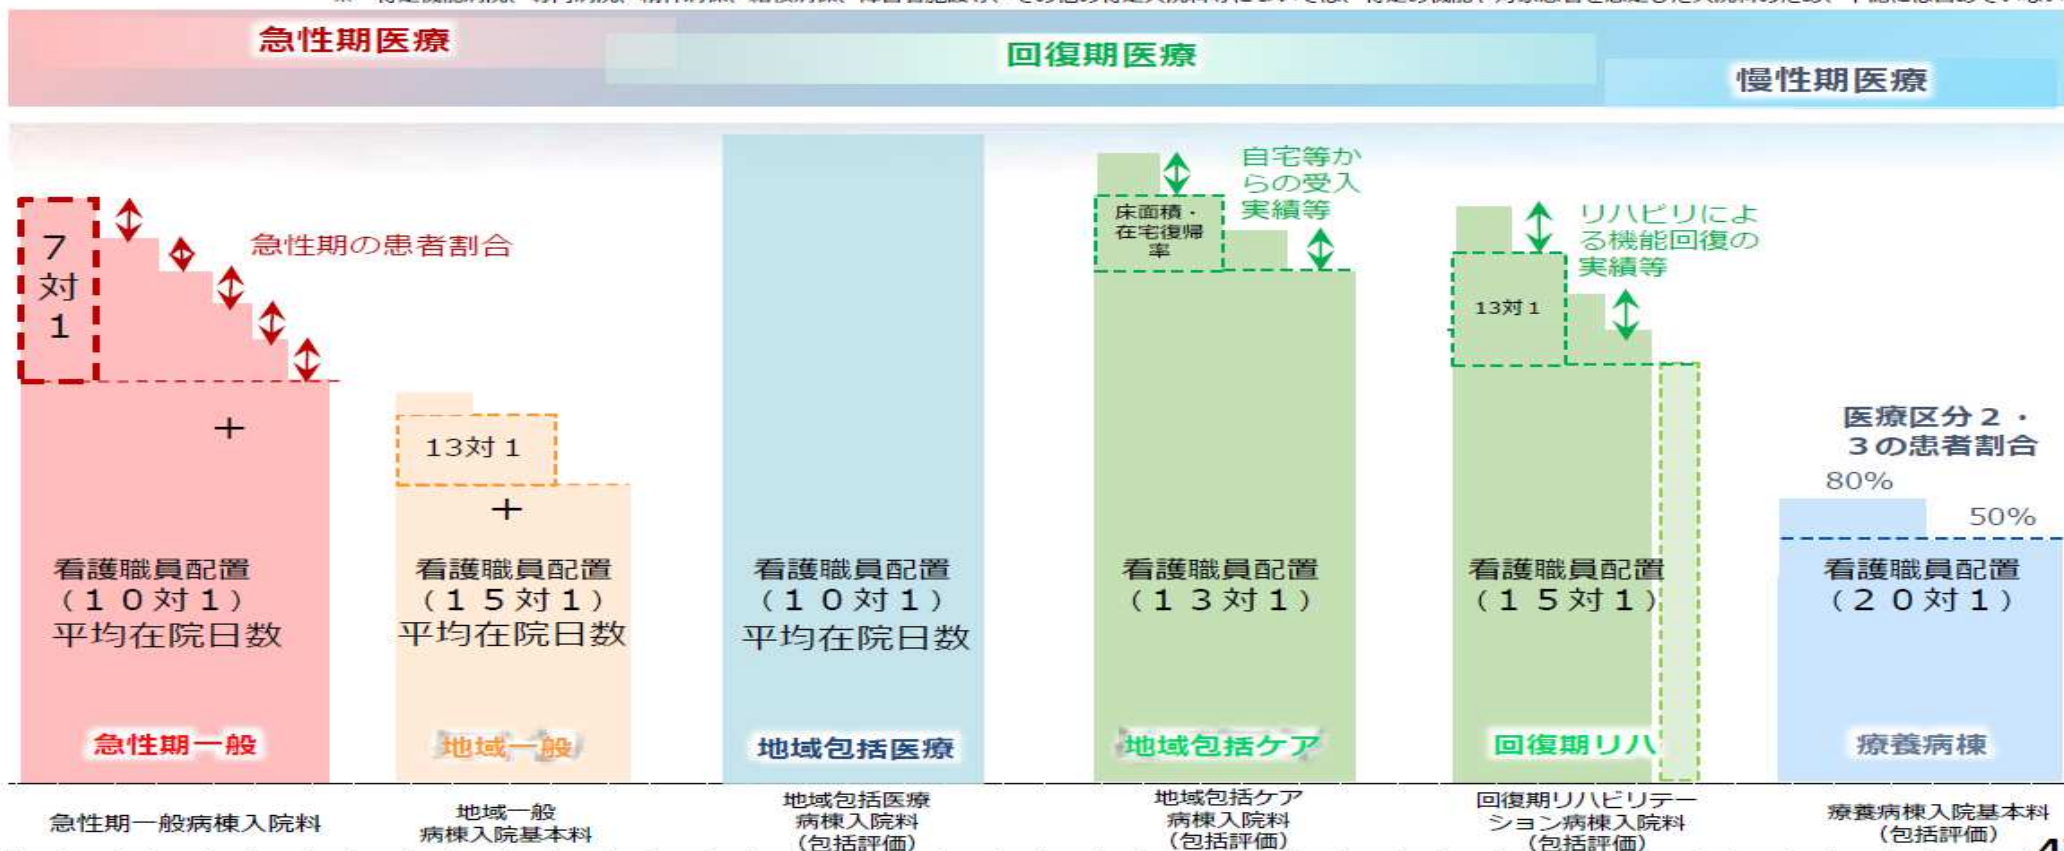 急性期医療
回復期医療
慢性期医療
7
対
1
急性期の患者割合
+
看護職員配置
(10対1)
平均在院日数
急性期一般
13対1
+
看護職員配置
(15対1)
平均在院日数
地域一般
看護職員配置
(10対1)
平均在院日数
地域包括医療
床面積・
在宅復帰
率
自宅等か
らの受入
実績等
看護職員配置
(13対1)
地域包括ケア
13対1
リハビリによ
る機能回復の
実績等
看護職員配置
(15対1)
回復期リハ
医療区分2・
3の患者割合
80%
50%
看護職員配置
(20対1)
療養病棟
急性期一般病棟入院料
地域一般
病棟入院基本料
地域包括医療
病棟入院料
(包括評価)
地域包括ケア
病棟入院料
(包括評価)
回復期リハビリテー
ション病棟入院料
(包括評価)
療養病棟入院基本料
(包括評価)